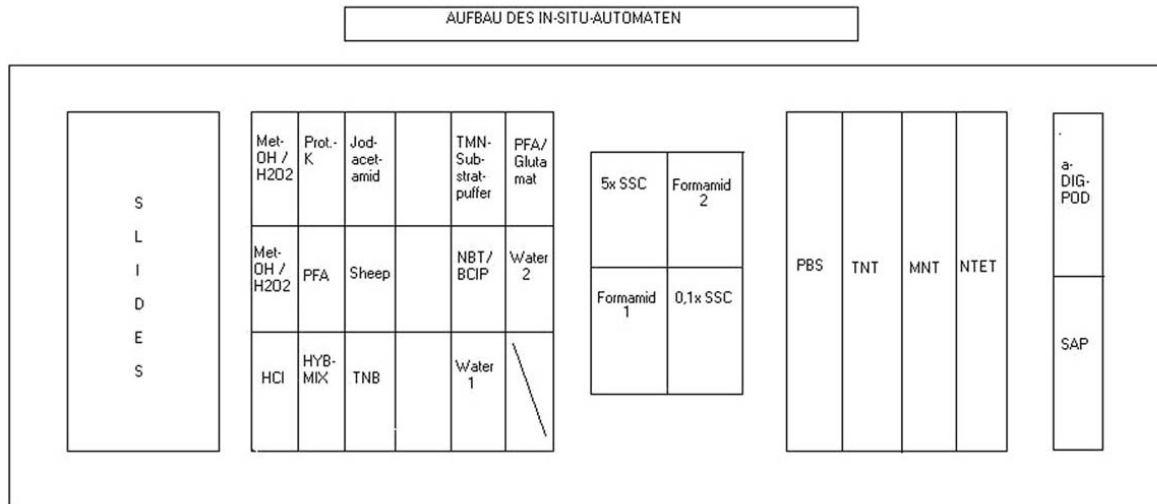 AUFBAU DES IN-SITU-AUTOMATEN
S
L
I
D
E
S
Met-
OH /
H2O2
Prot.-
K
Jod-
acet-
amid
TMN-
Sub-
strat-
puffer
PFA/
Gluta
mat
Met-
OH /
H2O2
PFA
Sheep
NBT/
BCIP
Water
2
HCl
HYB-
MIX
TNB
Water
1
5x SSC
Formamid
2
Formamid
1
0,1x SSC
PBS
TNT
MNT
NTET
a-
DIG-
POD
SAP